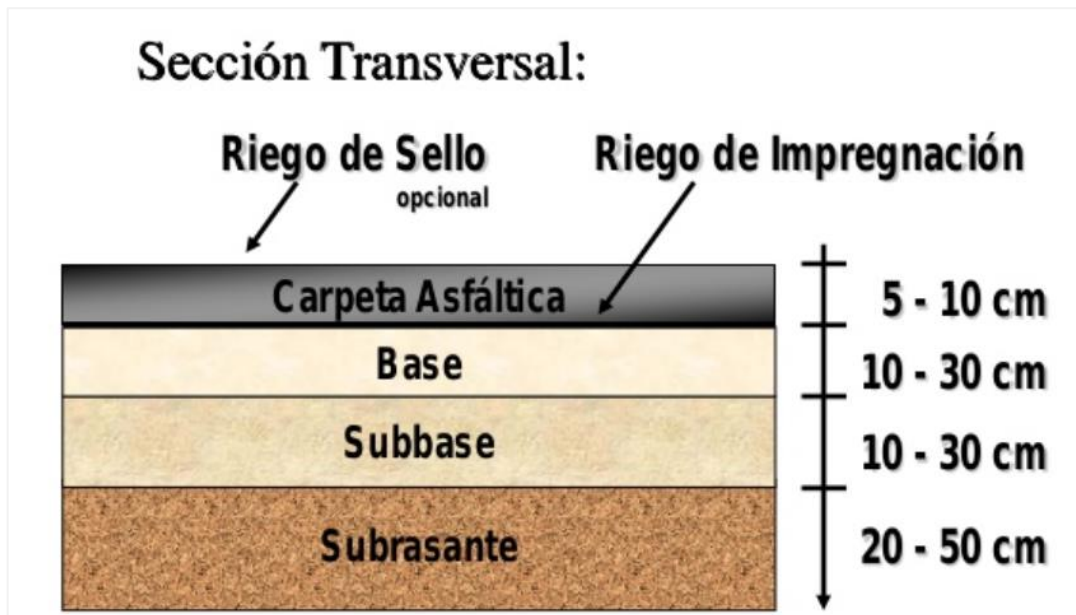 Sección Transversal:
Riego de Sello
opcional
Riego de Impregnación
Carpeta Asfáltica
5 - 10 cm
Base
10 - 30 cm
Subbase
10 - 30 cm
Subrasante
20 - 50 cm